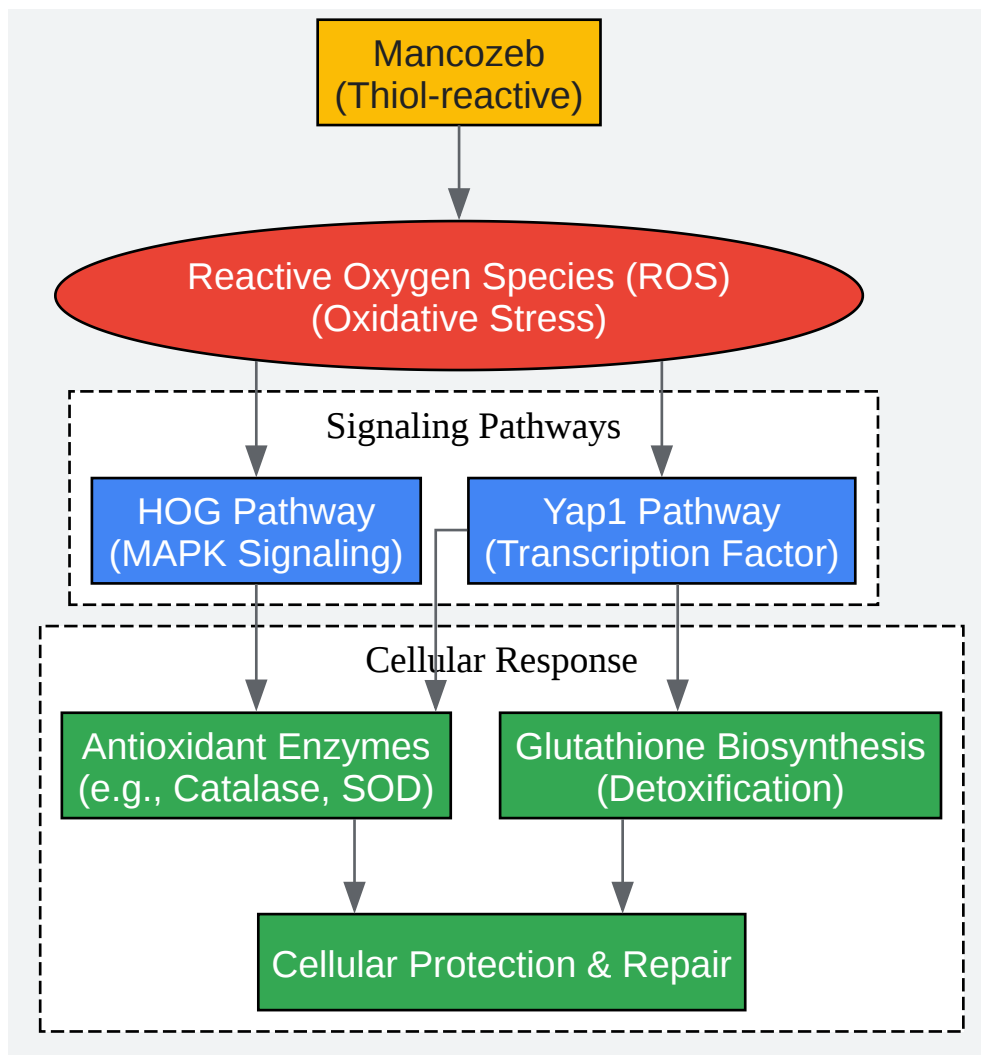 Mancozeb
(Thiol-reactive)
Reactive Oxygen Species (ROS)
(Oxidative Stress)
Signaling Pathways
HOG Pathway
(MAPK Signaling)
Yap1 Pathway
(Transcription Factor)
Cellular Response
Antioxidant Enzymes
(e.g., Catalase, SOD)
Glutathione Biosynthesis
(Detoxification)
Cellular Protection & Repair